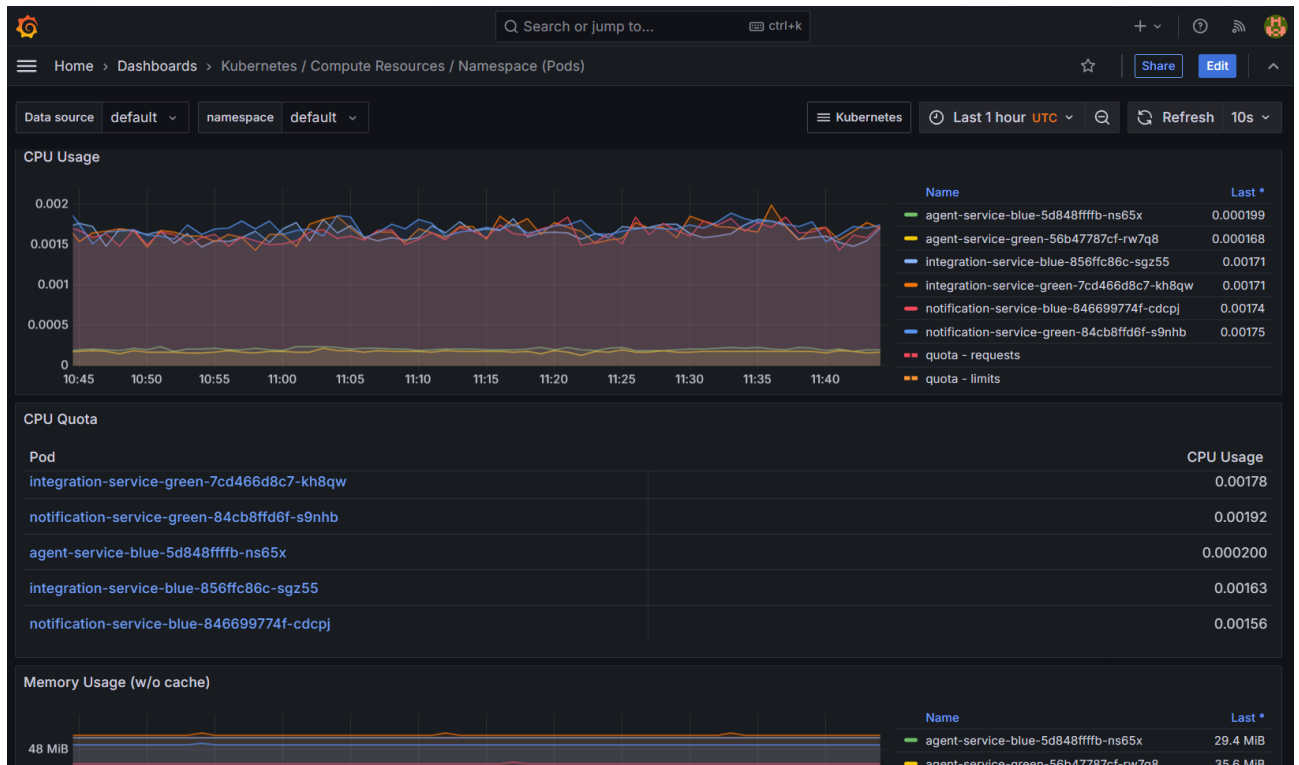 Search or jump to... ctrl+k
Home › Dashboards › Kubernetes / Compute Resources / Namespace (Pods) Share Edit
Data source default namespace default Kubernetes Last 1 hour UTC Refresh 10s
CPU Usage
Name Last *
0.002
0.0015
0.001
0.0005
0
10:45 10:50 10:55 11:00 11:05 11:10 11:15 11:20 11:25 11:30 11:35 11:40
agent-service-blue-5d848ffffb-ns65x 0.000199
agent-service-green-56b47787cf-rw7q8 0.000168
integration-service-blue-856ffc86c-sgz55 0.00171
integration-service-green-7cd466d8c7-kh8qw 0.00171
notification-service-blue-846699774f-cdcpj 0.00174
notification-service-green-84cb8ffd6f-s9nhb 0.00175
quota - requests
quota - limits
CPU Quota
Pod CPU Usage
integration-service-green-7cd466d8c7-kh8qw 0.00178
notification-service-green-84cb8ffd6f-s9nhb 0.00192
agent-service-blue-5d848ffffb-ns65x 0.000200
integration-service-blue-856ffc86c-sgz55 0.00163
notification-service-blue-846699774f-cdcpj 0.00156
Memory Usage (w/o cache)
Name Last *
48 MiB
agent-service-blue-5d848ffffb-ns65x 29.4 MiB
agent-service-green-56b47787cf-rw7q8 35.6 MiB